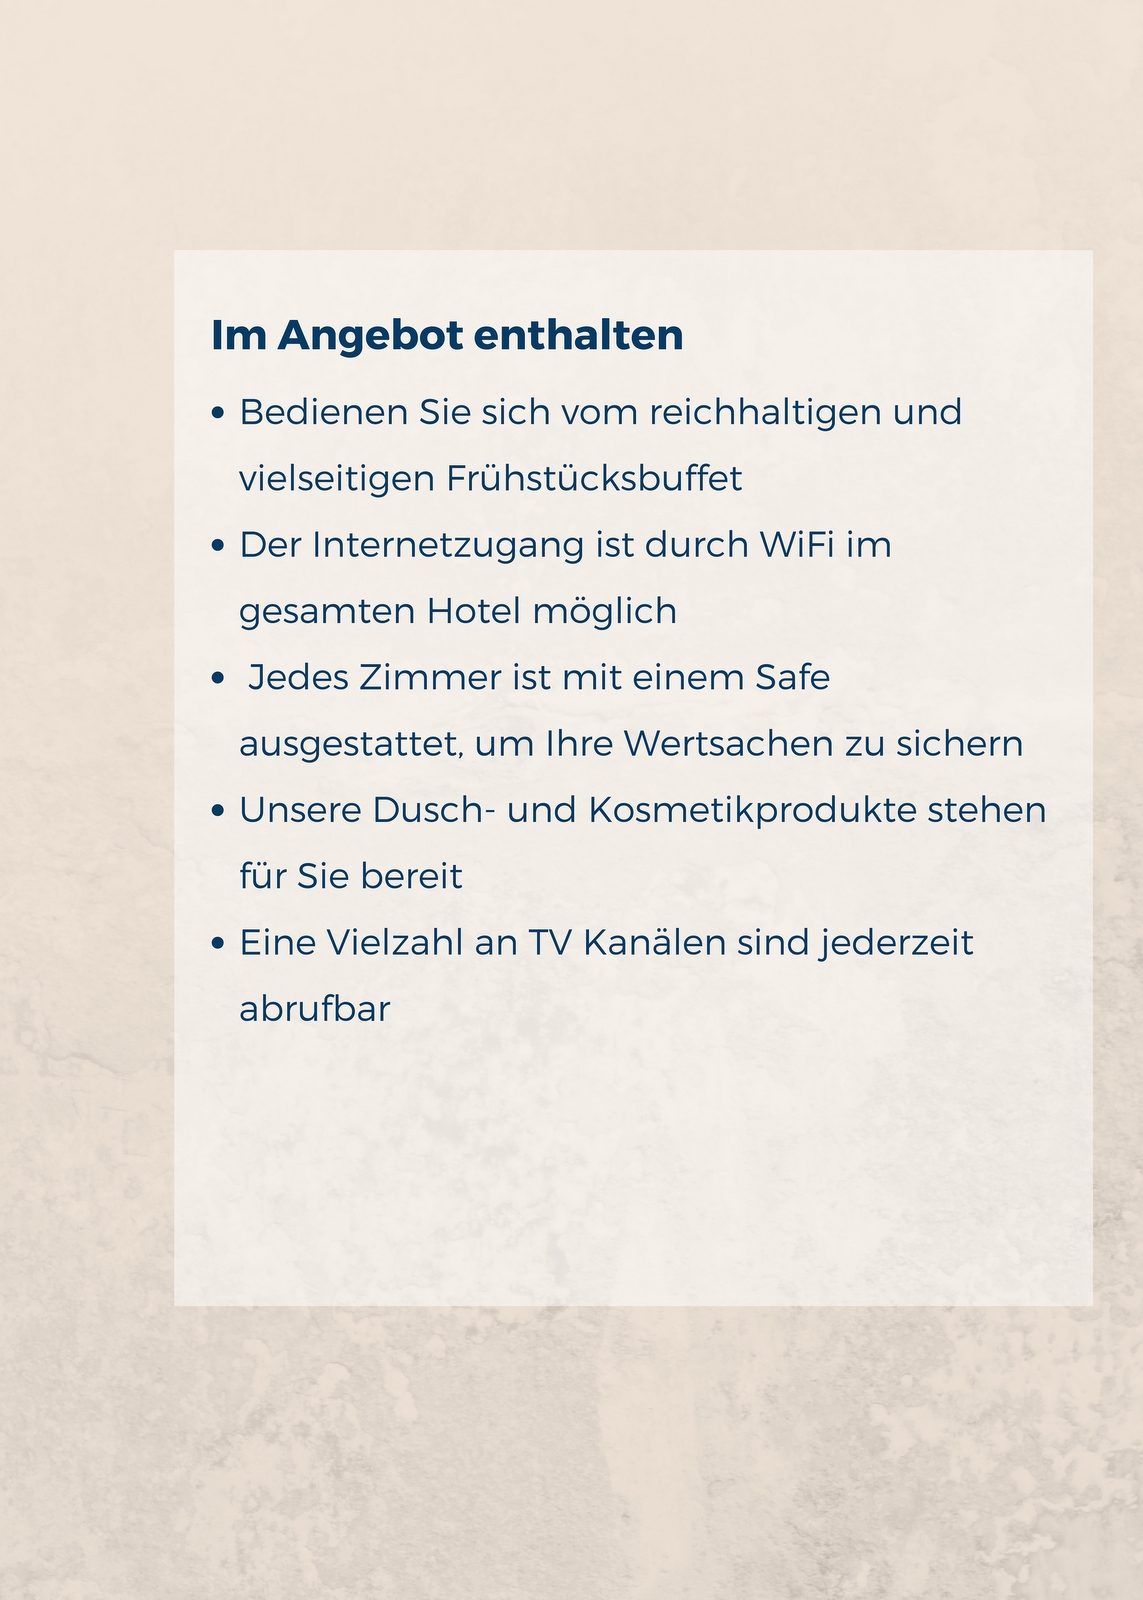 Im Angebot enthalten
• Bedienen Sie sich vom reichhaltigen und
vielseitigen Frühstücksbuffet
• Der Internetzugang ist durch WiFi im
gesamten Hotel möglich
• Jedes Zimmer ist mit einem Safe
ausgestattet, um Ihre Wertsachen zu sichern
• Unsere Dusch- und Kosmetikprodukte stehen
für Sie bereit
• Eine Vielzahl an TV Kanälen sind jederzeit
abrufbar